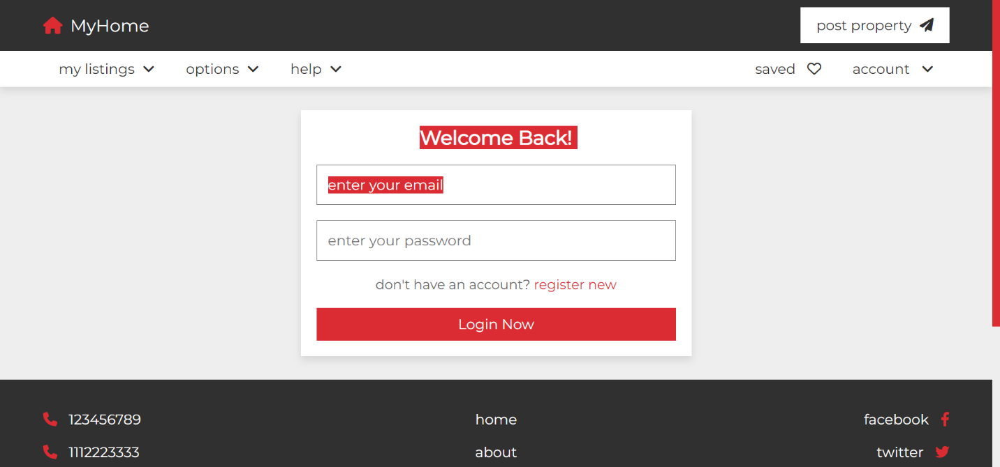 MyHome
post property
my listings options help saved account
Welcome Back!
enter your email
enter your password
don't have an account? register new
Login Now
123456789 home facebook
1112223333 about twitter